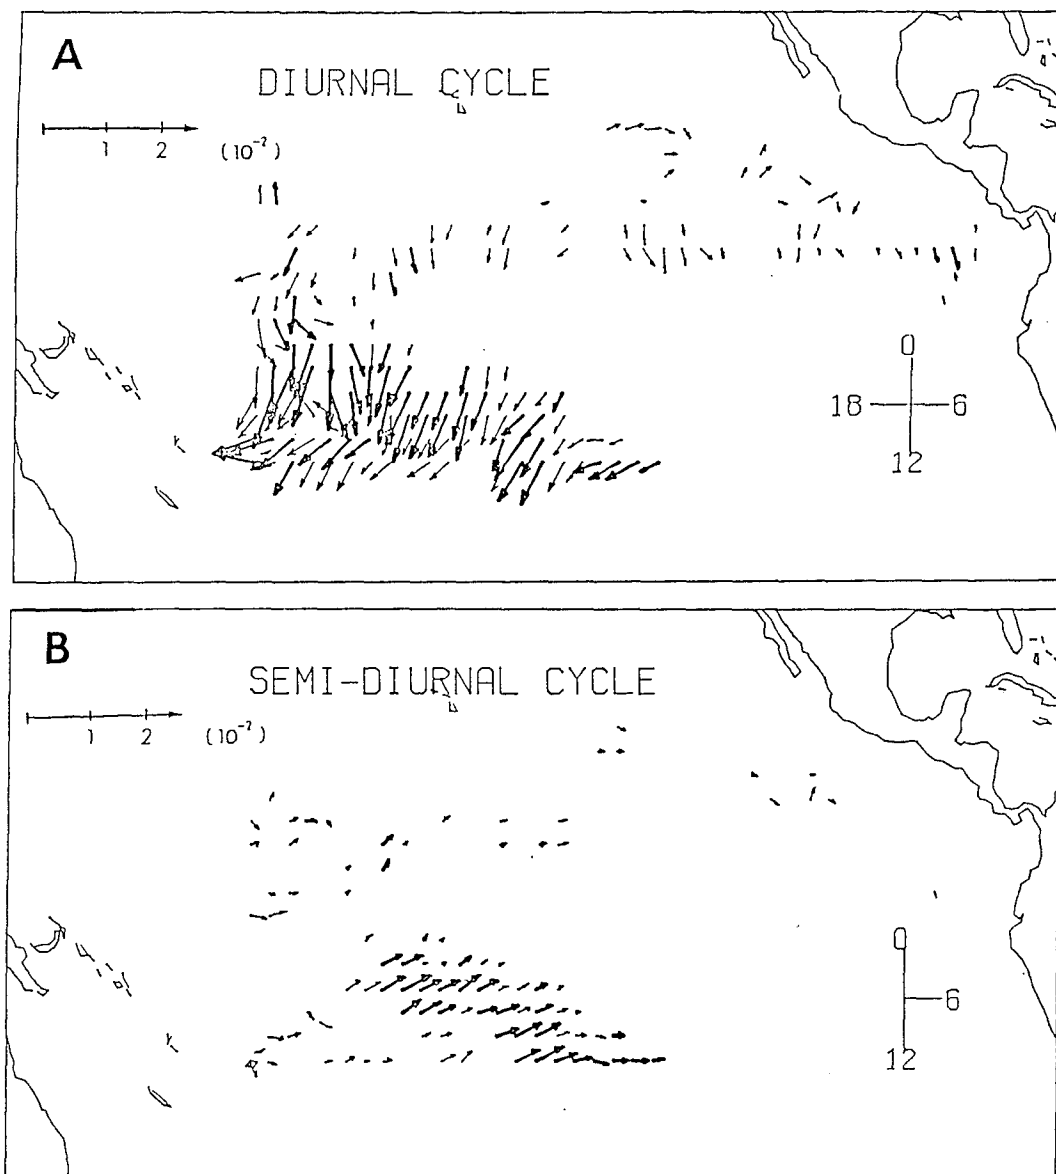 A
DIURNAL CYCLE
1 2 (10⁻²)
0
18 6
12
B
SEMI-DIURNAL CYCLE
1 2 (10⁻²)
0
6
12